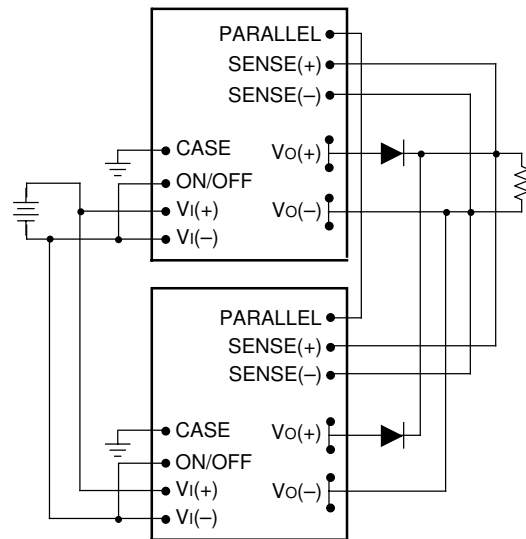 PARALLEL
SENSE(+)
SENSE(–)
CASE
VO(+)
ON/OFF
VI(+)
VO(–)
VI(–)
PARALLEL
SENSE(+)
SENSE(–)
CASE
VO(+)
ON/OFF
VI(+)
VO(–)
VI(–)